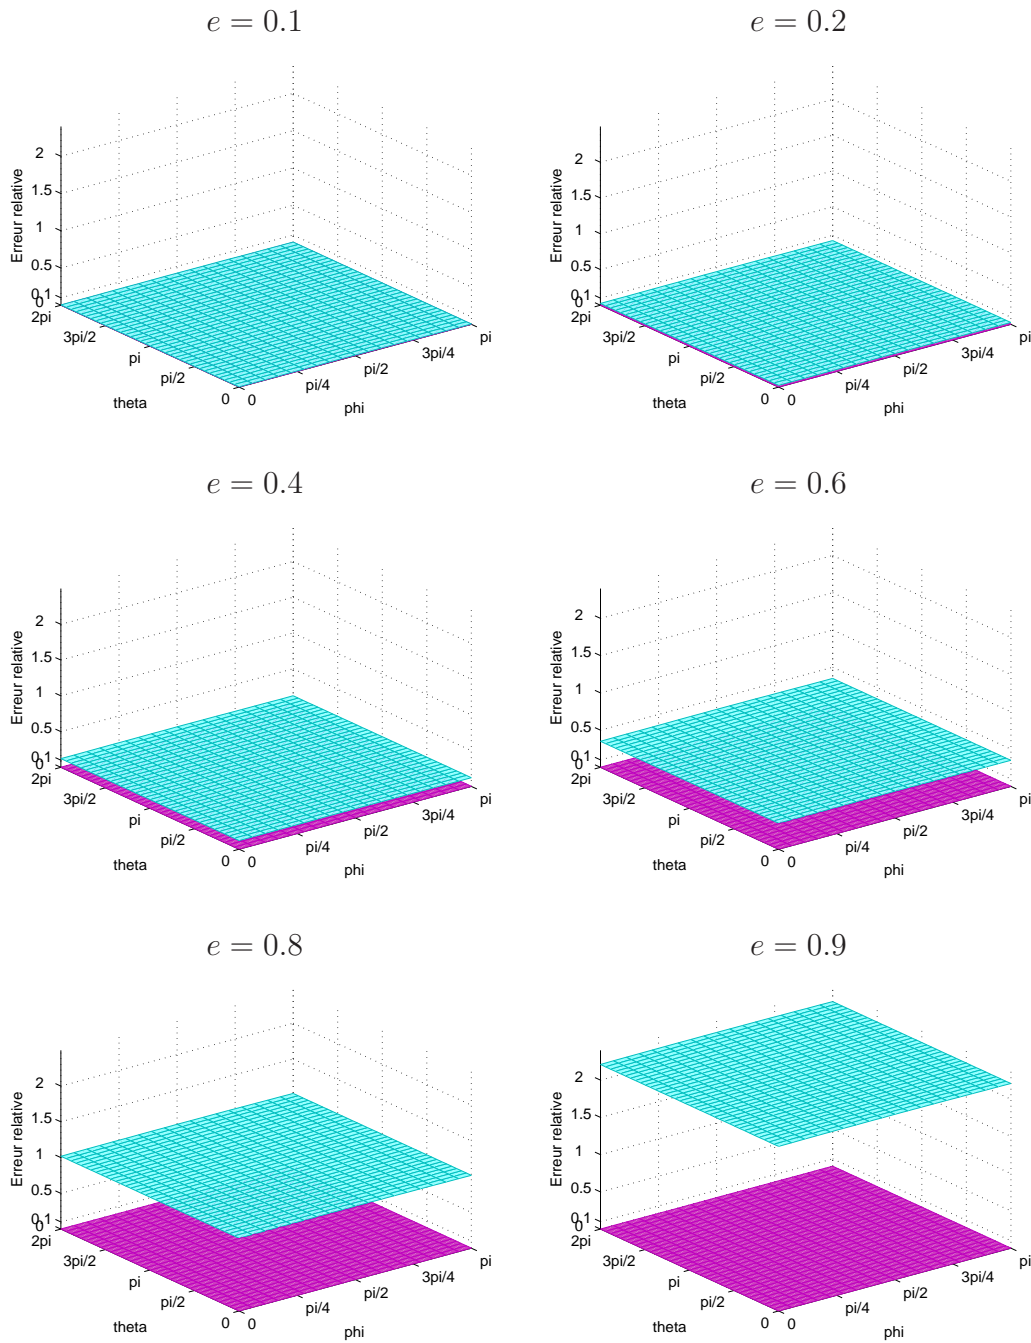 e = 0.1
Erreur relative
2
1.5
1
0.5
0.1
0
2pi
3pi/2
pi
pi/2
0
theta
0
pi/4
pi/2
3pi/4
pi
phi
e = 0.2
Erreur relative
2
1.5
1
0.5
0.1
0
2pi
3pi/2
pi
pi/2
0
theta
0
pi/4
pi/2
3pi/4
pi
phi
e = 0.4
Erreur relative
2
1.5
1
0.5
0.1
0
2pi
3pi/2
pi
pi/2
0
theta
0
pi/4
pi/2
3pi/4
pi
phi
e = 0.6
Erreur relative
2
1.5
1
0.5
0.1
0
2pi
3pi/2
pi
pi/2
0
theta
0
pi/4
pi/2
3pi/4
pi
phi
e = 0.8
Erreur relative
2
1.5
1
0.5
0.1
0
2pi
3pi/2
pi
pi/2
0
theta
0
pi/4
pi/2
3pi/4
pi
phi
e = 0.9
Erreur relative
2
1.5
1
0.5
0.1
0
2pi
3pi/2
pi
pi/2
0
theta
0
pi/4
pi/2
3pi/4
pi
phi